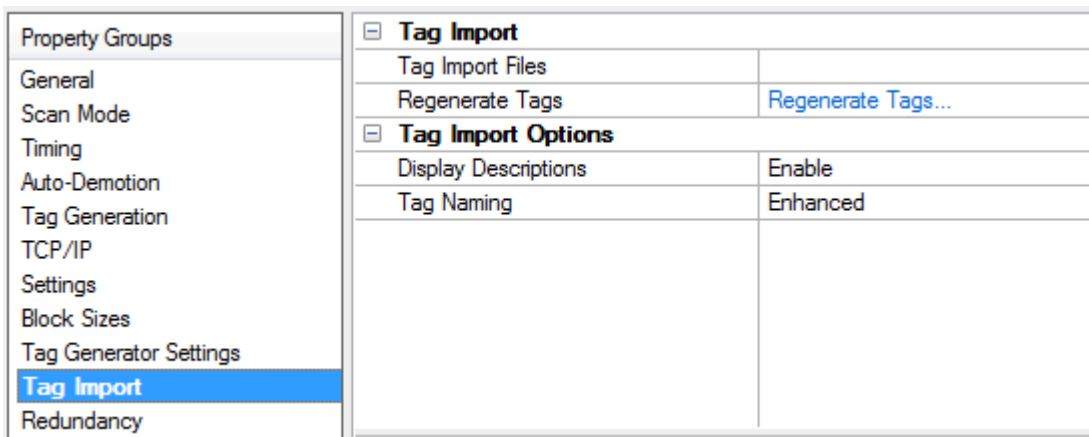 Property Groups
General
Scan Mode
Timing
Auto-Demotion
Tag Generation
TCP/IP
Settings
Block Sizes
Tag Generator Settings
Tag Import
Redundancy
Tag Import
Tag Import Files
Regenerate Tags Regenerate Tags...
Tag Import Options
Display Descriptions Enable
Tag Naming Enhanced